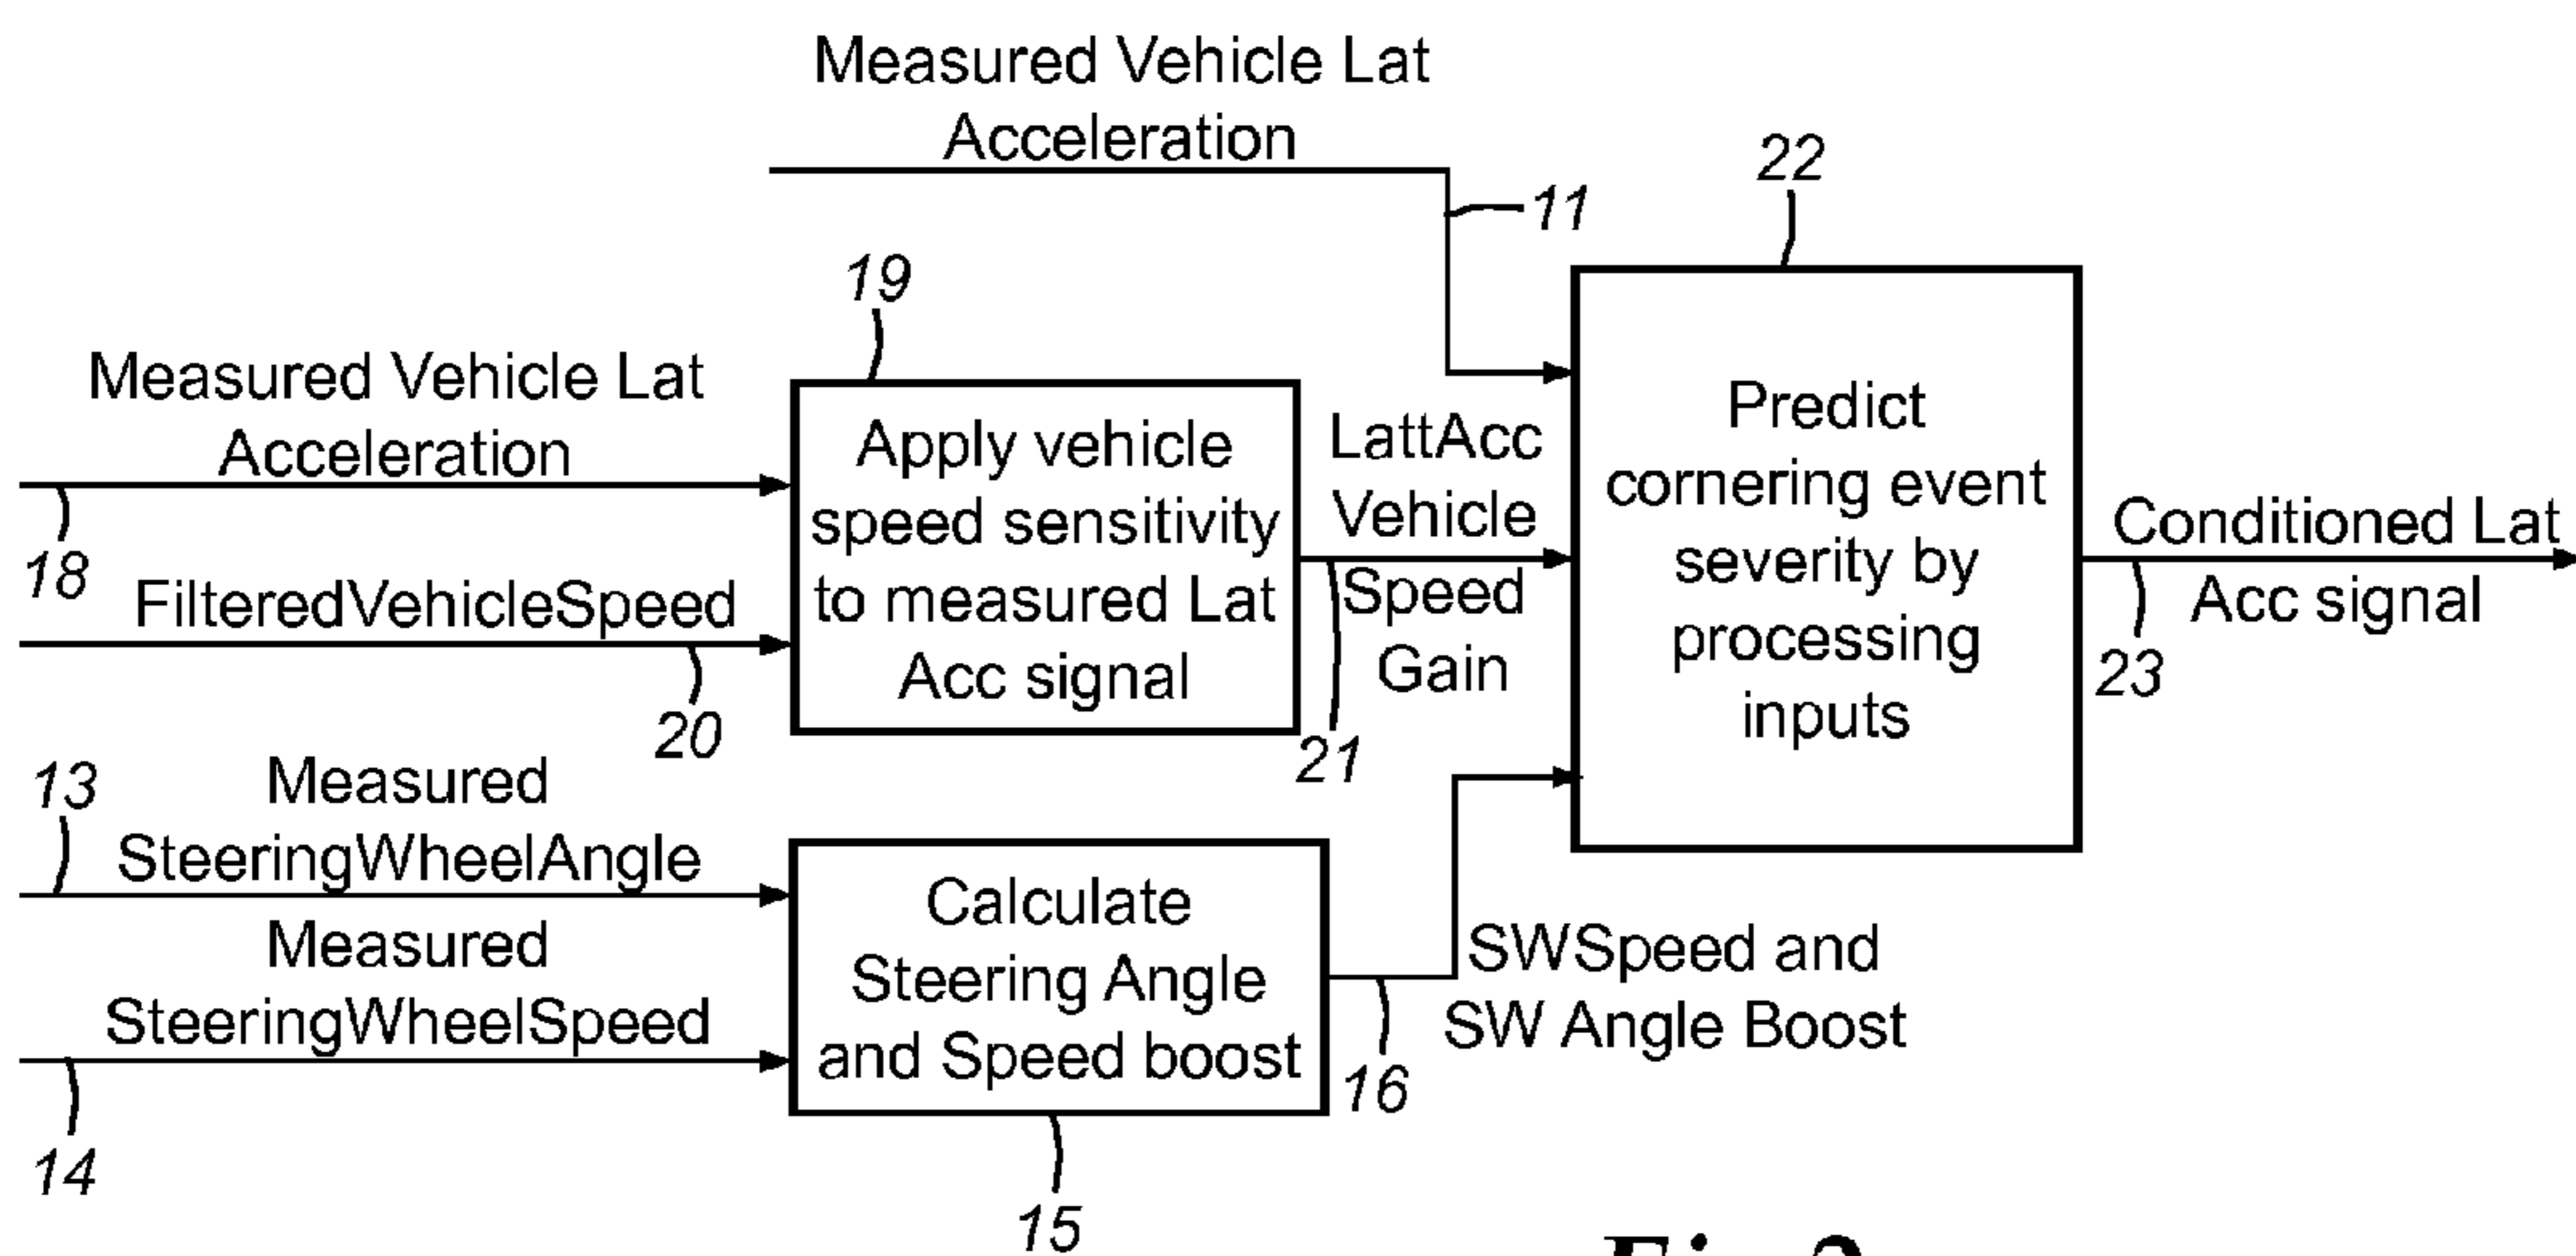 Measured Vehicle Lat
Acceleration
11
22
19
Measured Vehicle Lat
Acceleration
18
FilteredVehicleSpeed
20
Apply vehicle
speed sensitivity
to measured Lat
Acc signal
LattAcc
Vehicle
Speed
Gain
21
Predict
cornering event
severity by
processing
inputs
Conditioned Lat
Acc signal
23
13
Measured
SteeringWheelAngle
Measured
SteeringWheelSpeed
14
Calculate
Steering Angle
and Speed boost
15
16
SWSpeed and
SW Angle Boost